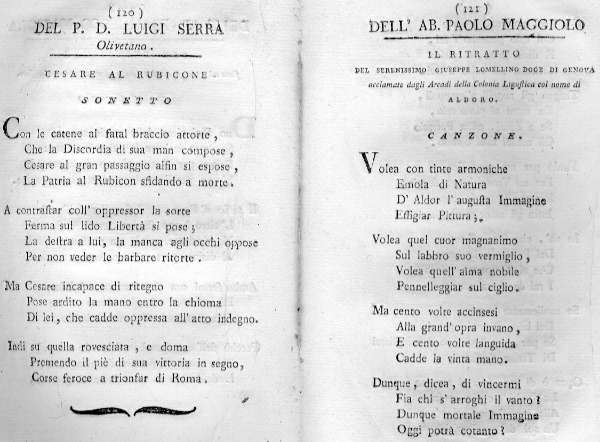 (120)
DEL P. D. LUIGI SERRA
Olivetano.
CESARE AL RUBICONE
SONETTO
Con le catene al fatal braccio attorte,
Che la Discordia di sua man compose,
Cesare al gran passaggio alfin si espose,
La Patria al Rubicon sfidando a morte.
A contraſtar coll' oppressor la sorte
Ferma sul lido Libertà si pose;
La deſtra a lui, la manca agli occhi oppose
Per non veder le barbare ritorte.
Ma Cesare incapace di ritegno
Pose ardito la mano entro la chioma
Di lei, che cadde oppressa all'atto indegno.
Indi su quella rovesciata, e doma
Premendo il piè di sua vittoria in segno,
Corse feroce a trionfar di Roma.
(121)
DELL' AB. PAOLO MAGGIOLO
IL RITRATTO
DEL SERENISSIMO GIUSEPPE LOMELLINO DOGE DI GENOVA
acclamato dagli Arcadi della Colonia Liguſtica col nome di
ALDORO.
CANZONE.
Volea con tinte armoniche
Emola di Natura
D' Aldor l' auguſta Immagine
Effigiar Pittura;
Volea quel cuor magnanimo
Sul labbro suo vermiglio,
Volea quell' alma nobile
Pennelleggiar sul ciglio.
Ma cento volte accinsesi
Alla grand' opra invano,
E cento volte languida
Cadde la vinta mano.
Dunque, dicea, di vincermi
Fia chi s' arroghi il vanto?
Dunque mortale Immagine
Oggi potrà cotanto?